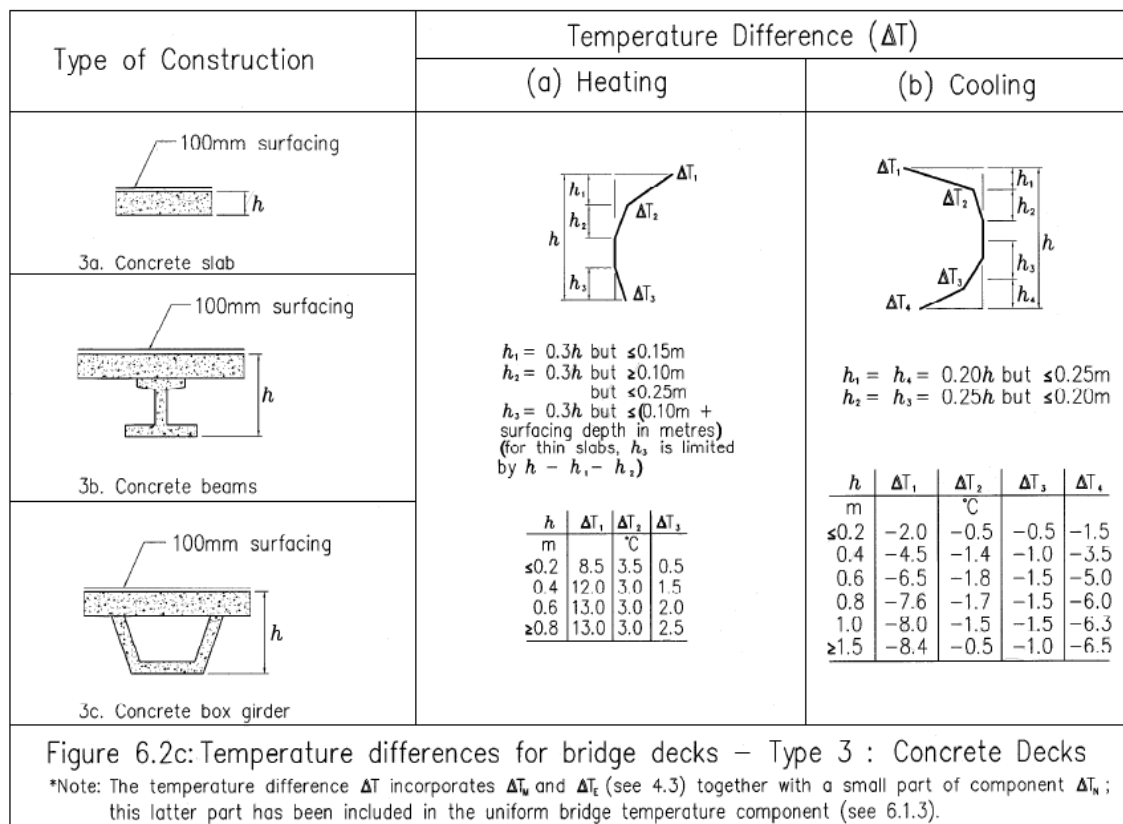 Type of Construction
Temperature Difference (ΔT)
(a) Heating
(b) Cooling
100mm surfacing
h
3a. Concrete slab
100mm surfacing
h
3b. Concrete beams
100mm surfacing
h
3c. Concrete box girder
ΔT₁
h₁
ΔT₂
h₂
h
h₃
ΔT₃
h₁ = 0.3h but ≤0.15m
h₂ = 0.3h but ≥0.10m
but ≤0.25m
h₃ = 0.3h but ≤(0.10m +
surfacing depth in metres)
(for thin slabs, h₃ is limited
by h − h₁− h₂)
h ΔT₁ ΔT₂ ΔT₃
m °C
≤0.2 8.5 3.5 0.5
0.4 12.0 3.0 1.5
0.6 13.0 3.0 2.0
≥0.8 13.0 3.0 2.5
ΔT₁
h₁
ΔT₂
h₂
h
h₃
ΔT₃
h₄
ΔT₄
h₁ = h₄ = 0.20h but ≤0.25m
h₂ = h₃ = 0.25h but ≤0.20m
h ΔT₁ ΔT₂ ΔT₃ ΔT₄
m °C
≤0.2 −2.0 −0.5 −0.5 −1.5
0.4 −4.5 −1.4 −1.0 −3.5
0.6 −6.5 −1.8 −1.5 −5.0
0.8 −7.6 −1.7 −1.5 −6.0
1.0 −8.0 −1.5 −1.5 −6.3
≥1.5 −8.4 −0.5 −1.0 −6.5
Figure 6.2c: Temperature differences for bridge decks − Type 3 : Concrete Decks
*Note: The temperature difference ΔT incorporates ΔT_M and ΔT_E (see 4.3) together with a small part of component ΔT_N ;
this latter part has been included in the uniform bridge temperature component (see 6.1.3).